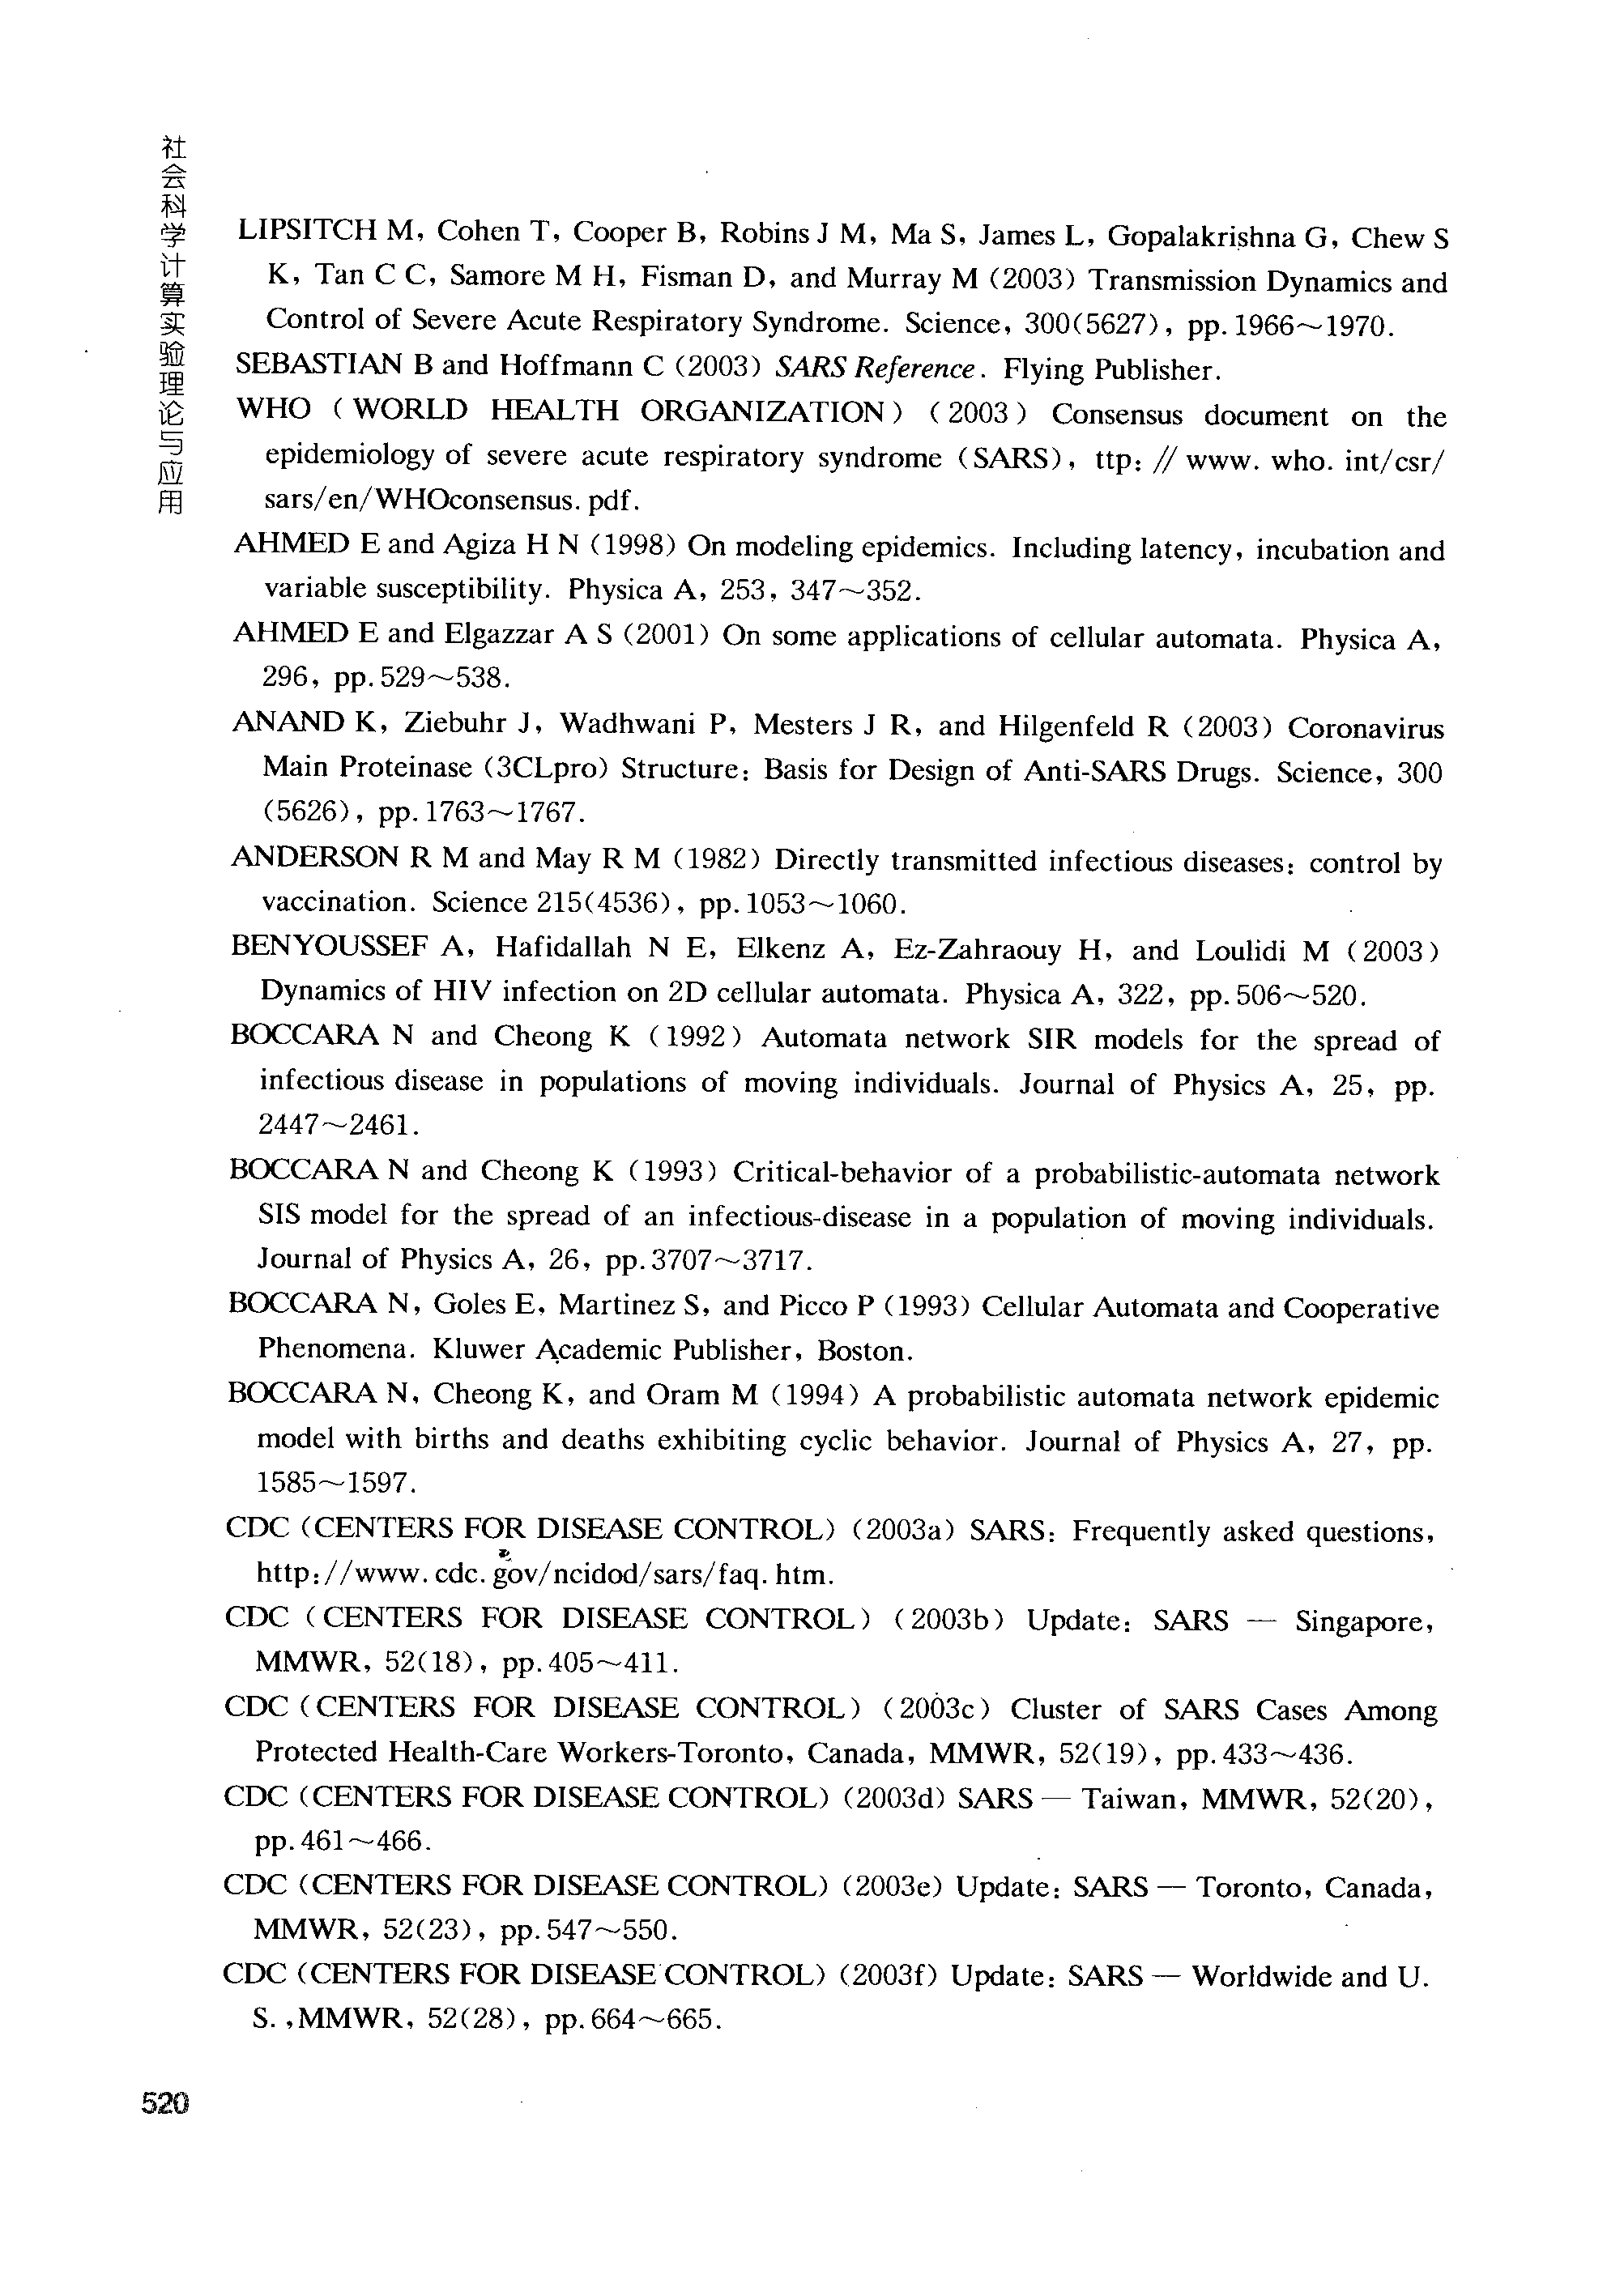 社会科学计算实验理论与应用
LIPSITCH M, Cohen T, Cooper B, Robins J M, Ma S, James L, Gopalakrishna G, Chew S
K, Tan C C, Samore M H, Fisman D, and Murray M (2003) Transmission Dynamics and
Control of Severe Acute Respiratory Syndrome. Science, 300(5627), pp.1966～1970.
SEBASTIAN B and Hoffmann C (2003) SARS Reference. Flying Publisher.
WHO (WORLD HEALTH ORGANIZATION) (2003) Consensus document on the
epidemiology of severe acute respiratory syndrome (SARS), ttp: // www. who. int/csr/
sars/en/WHOconsensus. pdf.
AHMED E and Agiza H N (1998) On modeling epidemics. Including latency, incubation and
variable susceptibility. Physica A, 253, 347～352.
AHMED E and Elgazzar A S (2001) On some applications of cellular automata. Physica A,
296, pp.529～538.
ANAND K, Ziebuhr J, Wadhwani P, Mesters J R, and Hilgenfeld R (2003) Coronavirus
Main Proteinase (3CLpro) Structure: Basis for Design of Anti-SARS Drugs. Science, 300
(5626), pp.1763～1767.
ANDERSON R M and May R M (1982) Directly transmitted infectious diseases: control by
vaccination. Science 215(4536), pp.1053～1060.
BENYOUSSEF A, Hafidallah N E, Elkenz A, Ez-Zahraouy H, and Loulidi M (2003)
Dynamics of HIV infection on 2D cellular automata. Physica A, 322, pp.506～520.
BOCCARA N and Cheong K (1992) Automata network SIR models for the spread of
infectious disease in populations of moving individuals. Journal of Physics A, 25, pp.
2447～2461.
BOCCARA N and Cheong K (1993) Critical-behavior of a probabilistic-automata network
SIS model for the spread of an infectious-disease in a population of moving individuals.
Journal of Physics A, 26, pp.3707～3717.
BOCCARA N, Goles E, Martinez S, and Picco P (1993) Cellular Automata and Cooperative
Phenomena. Kluwer Academic Publisher, Boston.
BOCCARA N, Cheong K, and Oram M (1994) A probabilistic automata network epidemic
model with births and deaths exhibiting cyclic behavior. Journal of Physics A, 27, pp.
1585～1597.
CDC (CENTERS FOR DISEASE CONTROL) (2003a) SARS: Frequently asked questions,
http://www. cdc. gov/ncidod/sars/faq. htm.
CDC (CENTERS FOR DISEASE CONTROL) (2003b) Update: SARS — Singapore,
MMWR, 52(18), pp.405～411.
CDC (CENTERS FOR DISEASE CONTROL) (2003c) Cluster of SARS Cases Among
Protected Health-Care Workers-Toronto, Canada, MMWR, 52(19), pp.433～436.
CDC (CENTERS FOR DISEASE CONTROL) (2003d) SARS — Taiwan, MMWR, 52(20),
pp.461～466.
CDC (CENTERS FOR DISEASE CONTROL) (2003e) Update: SARS — Toronto, Canada,
MMWR, 52(23), pp.547～550.
CDC (CENTERS FOR DISEASE CONTROL) (2003f) Update: SARS — Worldwide and U.
S. ,MMWR, 52(28), pp.664～665.
520